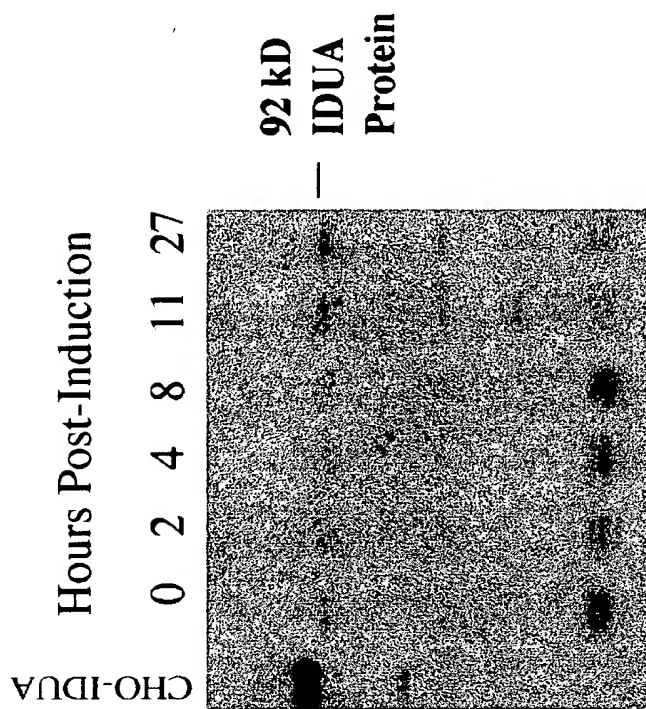 Hours Post-Induction
CHO-IDUA 0 2 4 8 11 27
92 kD
IDUA
Protein